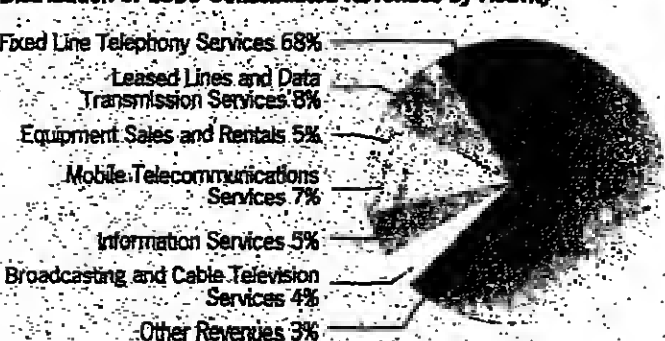 Fixed Line Telephony Services 68%
Leased Lines and Data
Transmission Services 8%
Equipment Sales and Rentals 5%
Mobile Telecommunications
Services 7%
Information Services 5%
Broadcasting and Cable Television
Services 4%
Other Revenues 3%